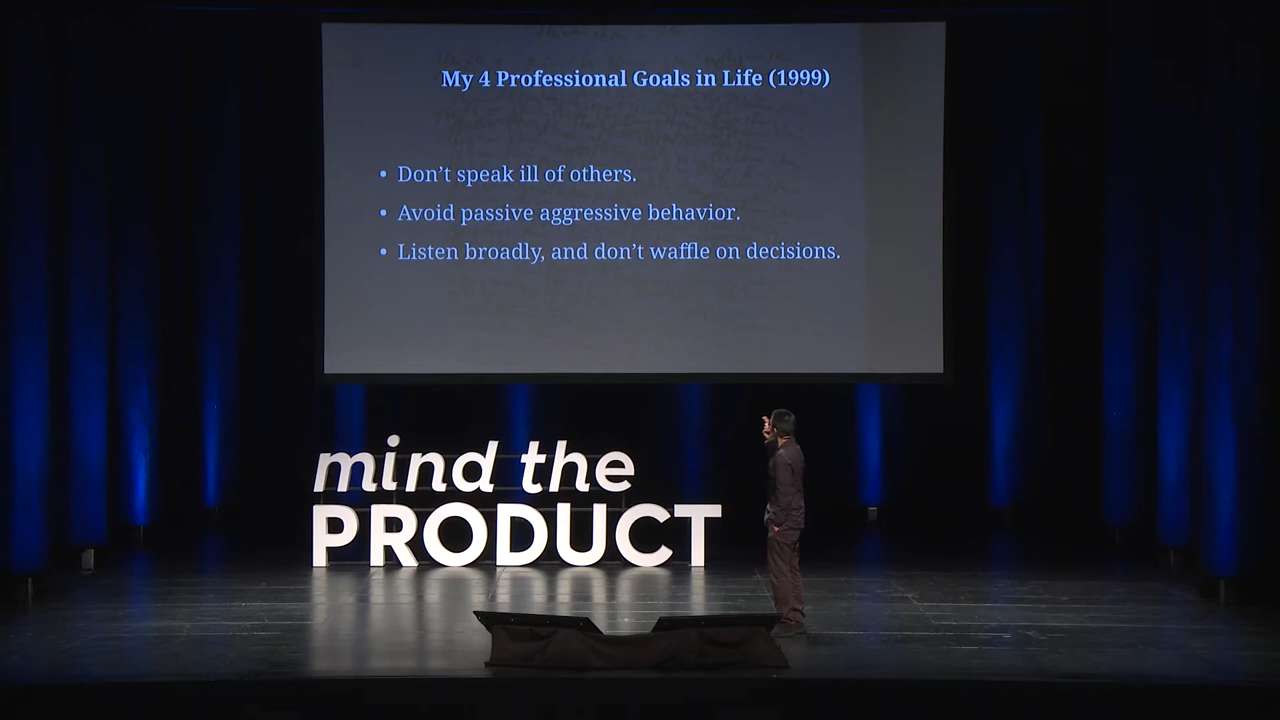 My 4 Professional Goals in Life (1999)
• Don’t speak ill of others.
• Avoid passive aggressive behavior.
• Listen broadly, and don’t waffle on decisions.
mind the
PRODUCT